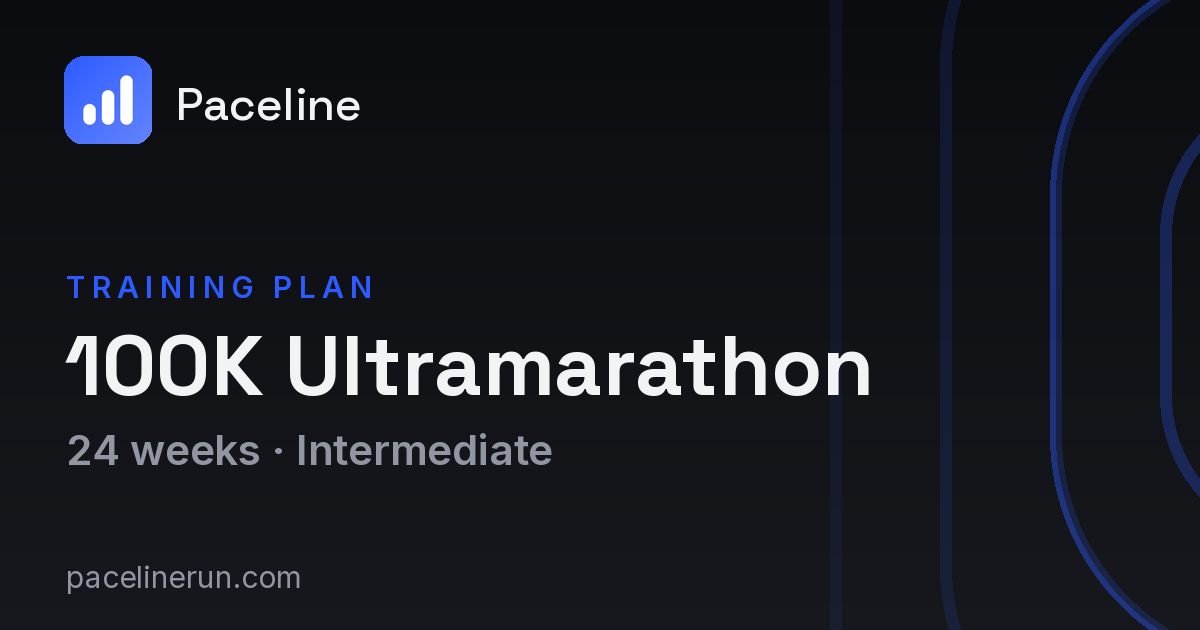 Paceline
TRAINING PLAN
100K Ultramarathon
24 weeks · Intermediate
pacelinerun.com